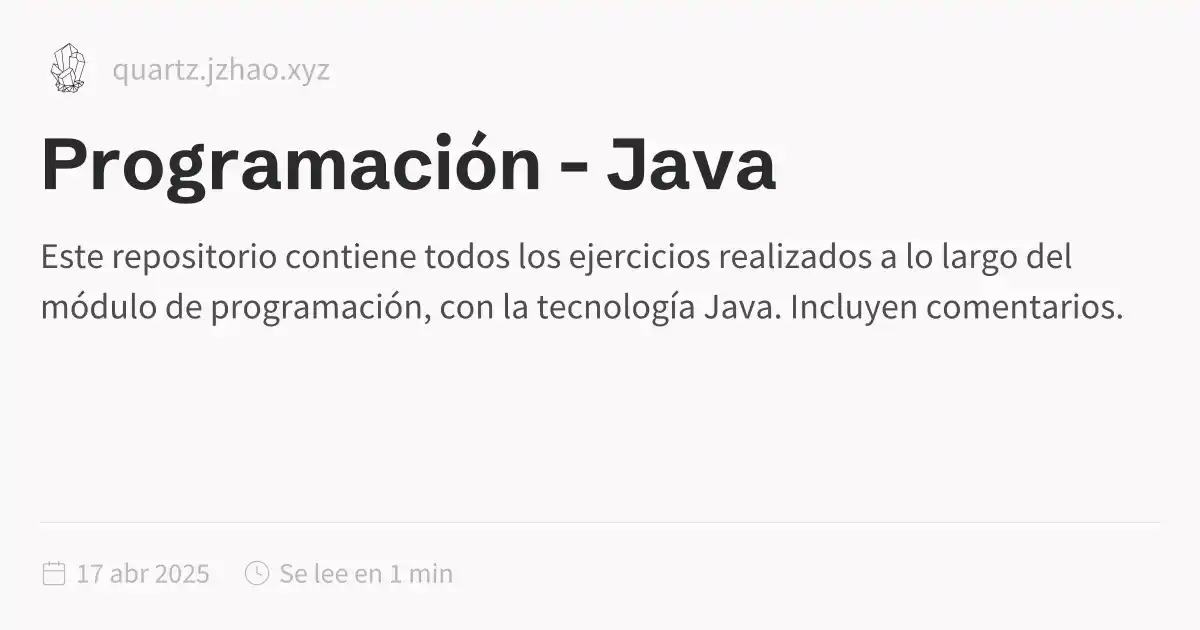 quartz.jzhao.xyz
Programación - Java
Este repositorio contiene todos los ejercicios realizados a lo largo del
módulo de programación, con la tecnología Java. Incluyen comentarios.
17 abr 2025 Se lee en 1 min